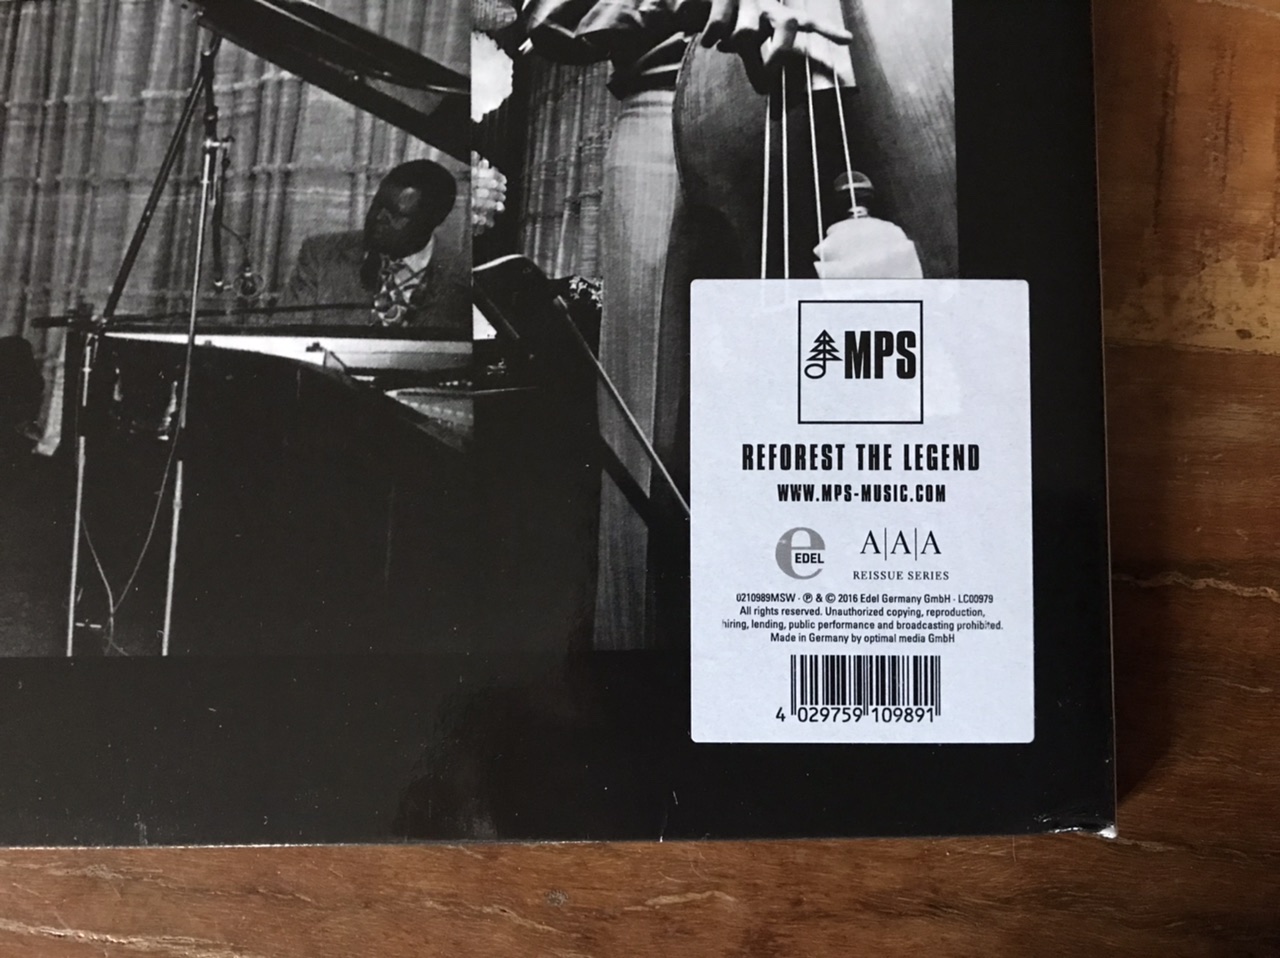 MPS
REFOREST THE LEGEND
WWW.MPS-MUSIC.COM
e EDEL
A|A|A
REISSUE SERIES
0210989MSW · ℗ & © 2016 Edel Germany GmbH · LC00979
All rights reserved. Unauthorized copying, reproduction,
hiring, lending, public performance and broadcasting prohibited.
Made in Germany by optimal media GmbH
4 029759 109891